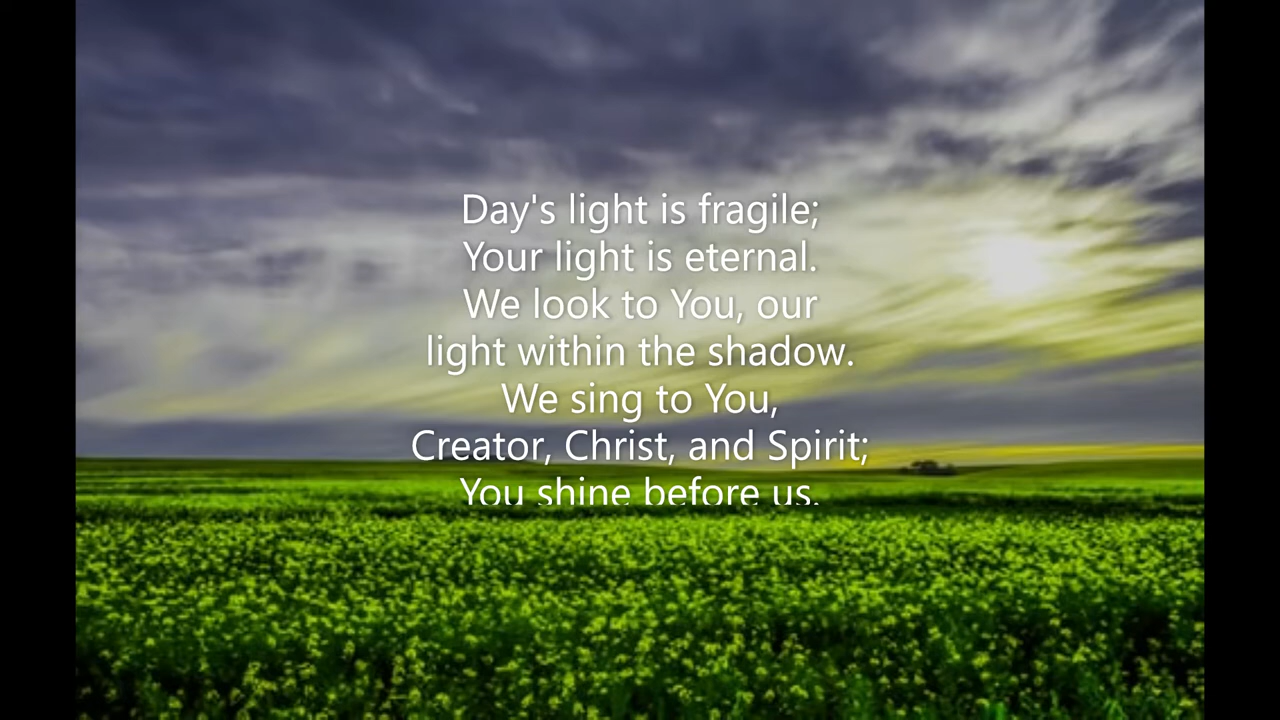 Day's light is fragile;
Your light is eternal.
We look to You, our
light within the shadow.
We sing to You,
Creator, Christ, and Spirit;
You shine before us.